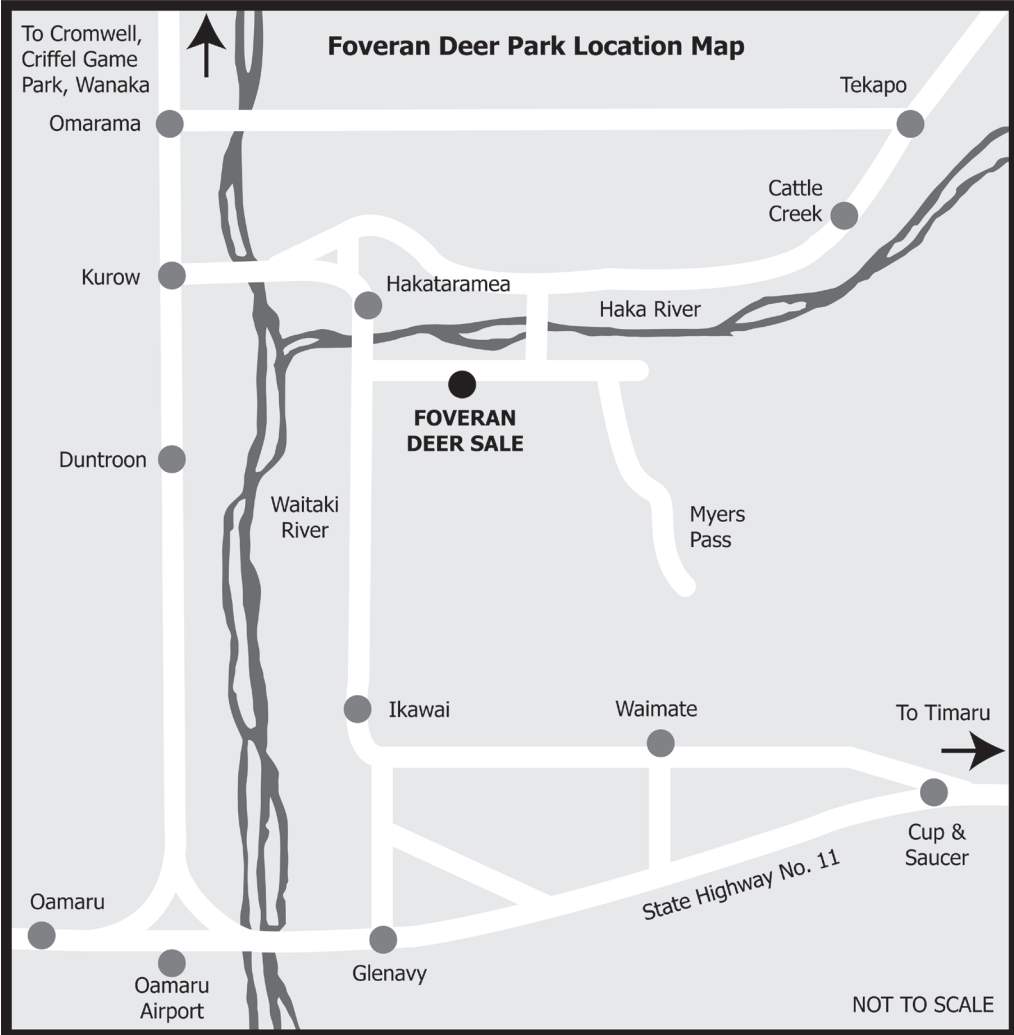 To Cromwell,
Criffel Game
Park, Wanaka
Foveran Deer Park Location Map
Tekapo
Omarama
Cattle
Creek
Kurow
Hakataramea
Haka River
FOVERAN
DEER SALE
Duntroon
Waitaki
River
Myers
Pass
Ikawai
Waimate
To Timaru
Cup &
Saucer
State Highway No. 11
Oamaru
Glenavy
Oamaru
Airport
NOT TO SCALE